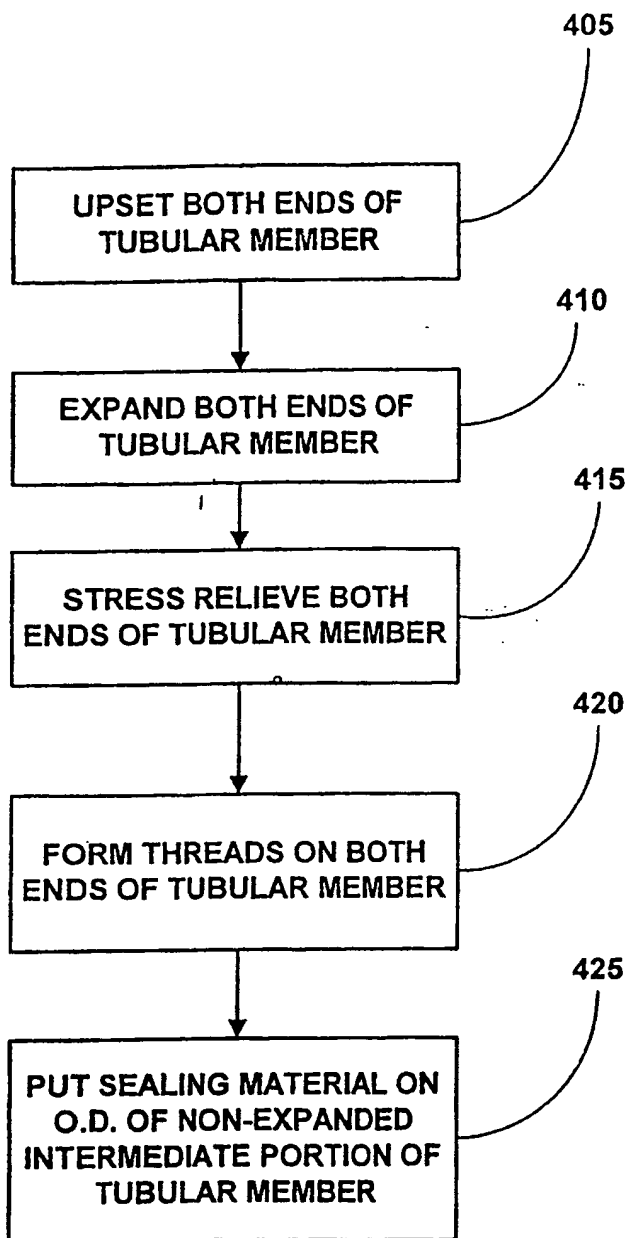 405
UPSET BOTH ENDS OF
TUBULAR MEMBER
410
EXPAND BOTH ENDS OF
TUBULAR MEMBER
415
STRESS RELIEVE BOTH
ENDS OF TUBULAR MEMBER
420
FORM THREADS ON BOTH
ENDS OF TUBULAR MEMBER
425
PUT SEALING MATERIAL ON
O.D. OF NON-EXPANDED
INTERMEDIATE PORTION OF
TUBULAR MEMBER